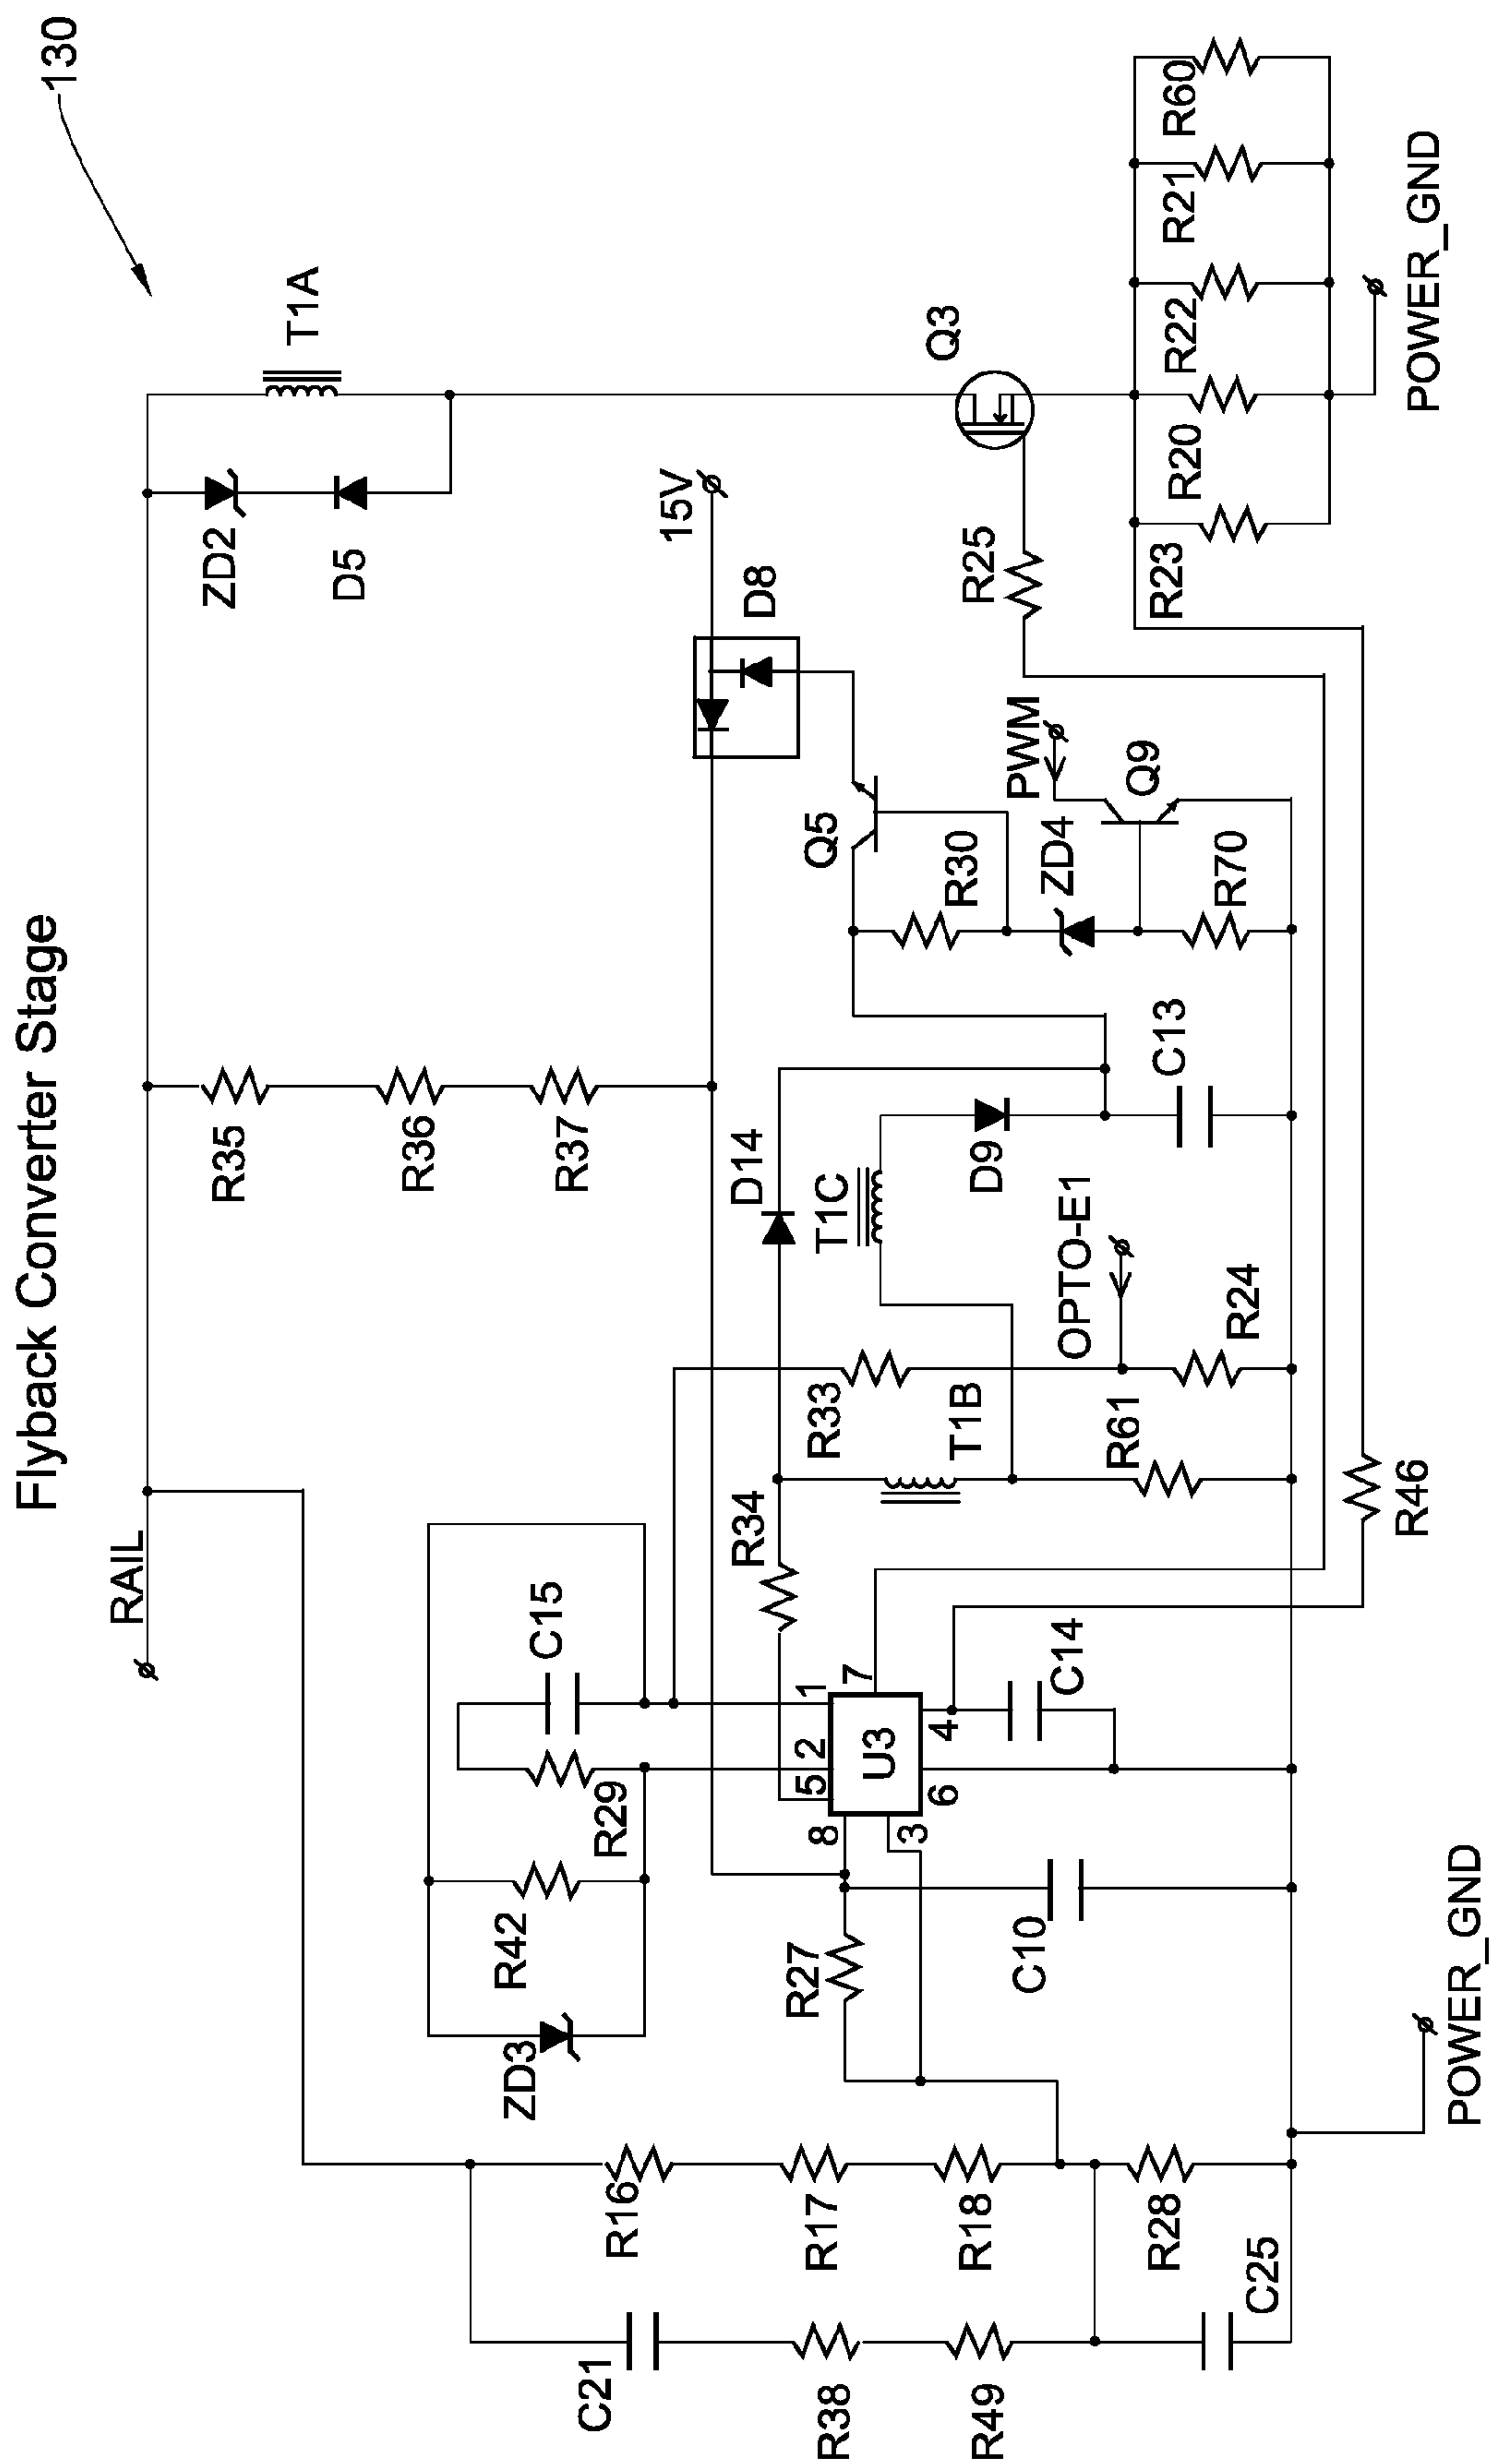 Flyback Converter Stage
130
RAIL
T1A
ZD2
D5
R35
R36
R37
15V
D8
Q3
R25
R60
R21
R22
R20
R23
POWER_GND
PWM
Q9
Q5
R30
ZD4
R70
C13
D14
T1C
D9
OPTO-E1
R24
R33
T1B
R61
R34
R46
C15
R29
R42
ZD3
1
2
5
7
U3
8
3
4
6
C14
R27
C10
R16
R17
R18
R28
C21
R38
R49
C25
POWER_GND